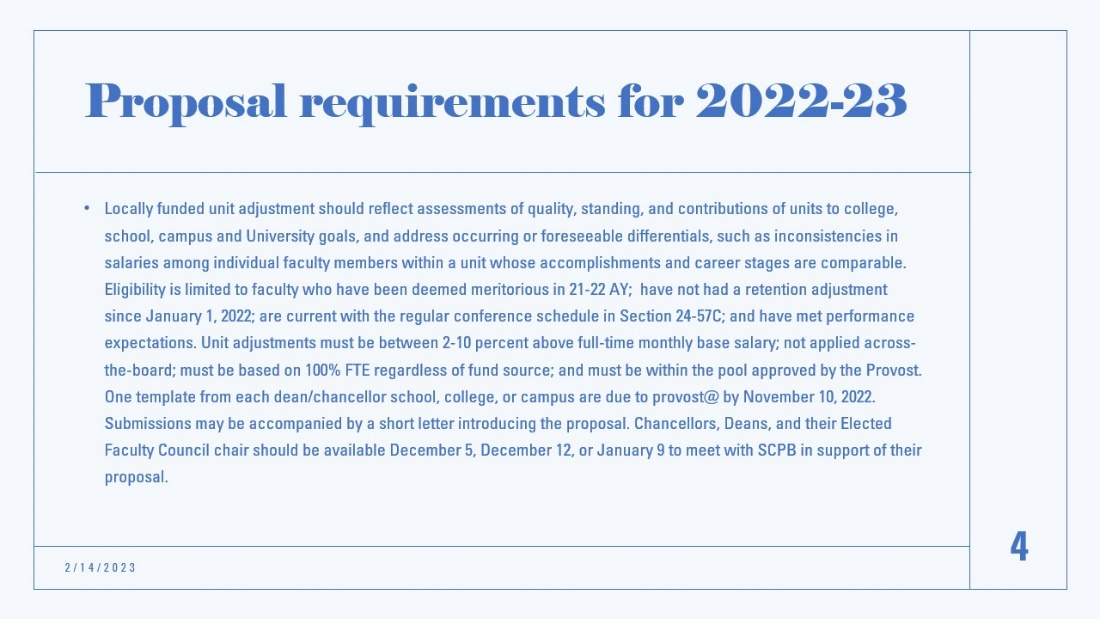 Proposal requirements for 2022-23
• Locally funded unit adjustment should reflect assessments of quality, standing, and contributions of units to college,
school, campus and University goals, and address occurring or foreseeable differentials, such as inconsistencies in
salaries among individual faculty members within a unit whose accomplishments and career stages are comparable.
Eligibility is limited to faculty who have been deemed meritorious in 21-22 AY;  have not had a retention adjustment
since January 1, 2022; are current with the regular conference schedule in Section 24-57C; and have met performance
expectations. Unit adjustments must be between 2-10 percent above full-time monthly base salary; not applied across-
the-board; must be based on 100% FTE regardless of fund source; and must be within the pool approved by the Provost.
One template from each dean/chancellor school, college, or campus are due to provost@ by November 10, 2022.
Submissions may be accompanied by a short letter introducing the proposal. Chancellors, Deans, and their Elected
Faculty Council chair should be available December 5, December 12, or January 9 to meet with SCPB in support of their
proposal.
4
2/14/2023